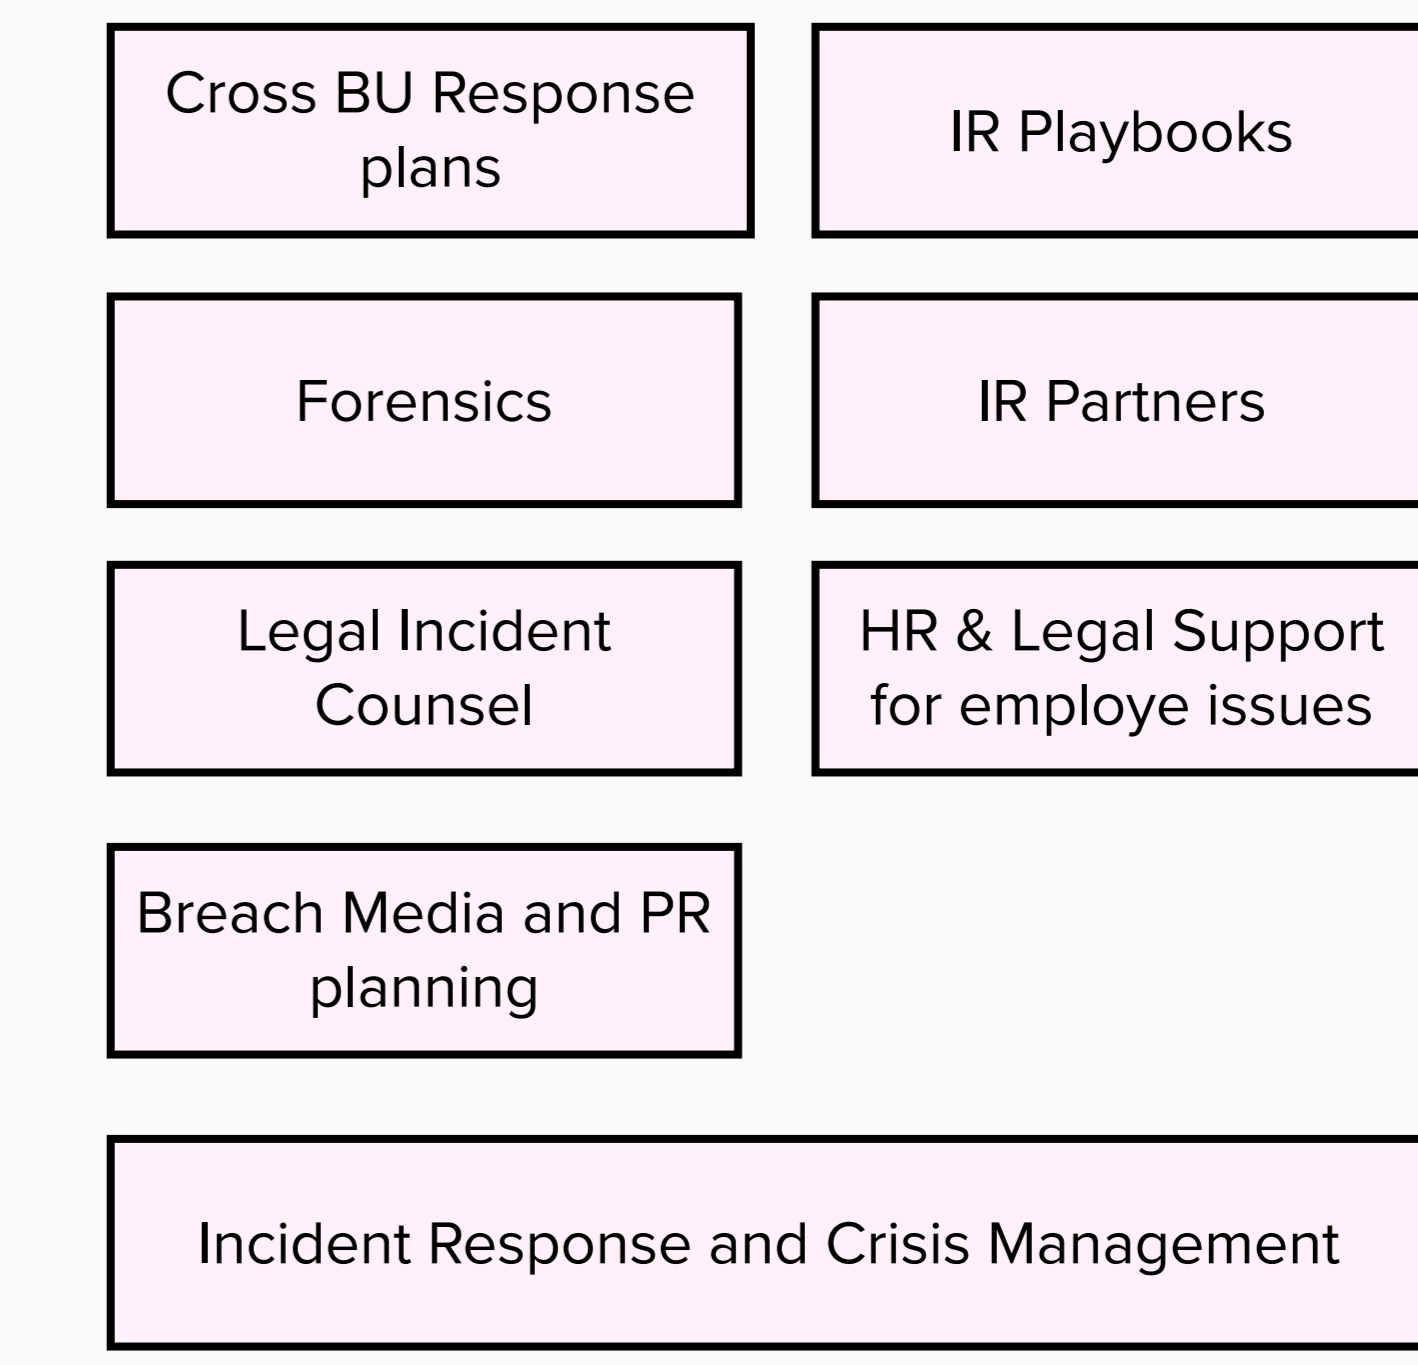 Cross BU Response
plans
IR Playbooks
Forensics
IR Partners
Legal Incident
Counsel
HR & Legal Support
for employe issues
Breach Media and PR
planning
Incident Response and Crisis Management